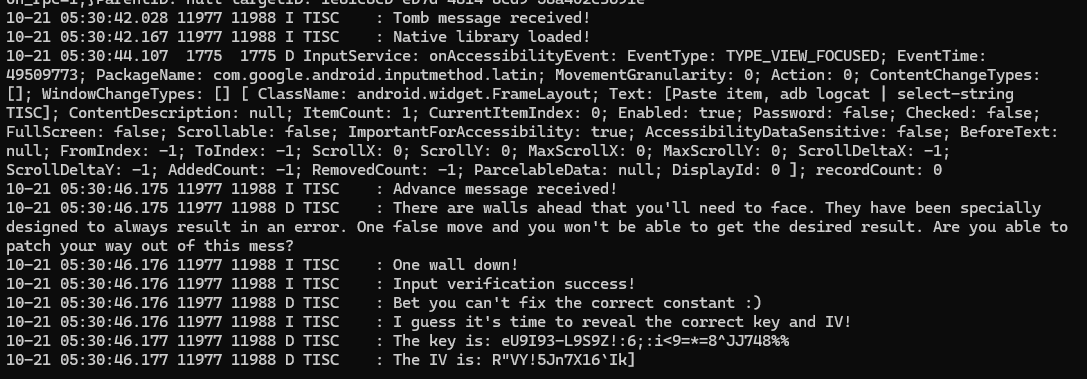 on_rpc=1,}ParentID: null targetID: 1e81c8cD
10-21 05:30:42.028 11977 11988 I TISC    : Tomb message received!
10-21 05:30:42.167 11977 11988 I TISC    : Native library loaded!
10-21 05:30:44.107  1775  1775 D InputService: onAccessibilityEvent: EventType: TYPE_VIEW_FOCUSED; EventTime:
49509773; PackageName: com.google.android.inputmethod.latin; MovementGranularity: 0; Action: 0; ContentChangeTypes:
[]; WindowChangeTypes: [] [ ClassName: android.widget.FrameLayout; Text: [Paste item, adb logcat | select-string
TISC]; ContentDescription: null; ItemCount: 1; CurrentItemIndex: 0; Enabled: true; Password: false; Checked: false;
FullScreen: false; Scrollable: false; ImportantForAccessibility: true; AccessibilityDataSensitive: false; BeforeText:
null; FromIndex: -1; ToIndex: -1; ScrollX: 0; ScrollY: 0; MaxScrollX: 0; MaxScrollY: 0; ScrollDeltaX: -1;
ScrollDeltaY: -1; AddedCount: -1; RemovedCount: -1; ParcelableData: null; DisplayId: 0 ]; recordCount: 0
10-21 05:30:46.175 11977 11988 I TISC    : Advance message received!
10-21 05:30:46.175 11977 11988 D TISC    : There are walls ahead that you'll need to face. They have been specially
designed to always result in an error. One false move and you won't be able to get the desired result. Are you able to
patch your way out of this mess?
10-21 05:30:46.176 11977 11988 I TISC    : One wall down!
10-21 05:30:46.176 11977 11988 I TISC    : Input verification success!
10-21 05:30:46.176 11977 11988 D TISC    : Bet you can't fix the correct constant :)
10-21 05:30:46.176 11977 11988 I TISC    : I guess it's time to reveal the correct key and IV!
10-21 05:30:46.177 11977 11988 D TISC    : The key is: eU9I93-L9S9Z!:6;:i<9=*=8^JJ748%%
10-21 05:30:46.177 11977 11988 D TISC    : The IV is: R"VY!5Jn7X16`Ik]